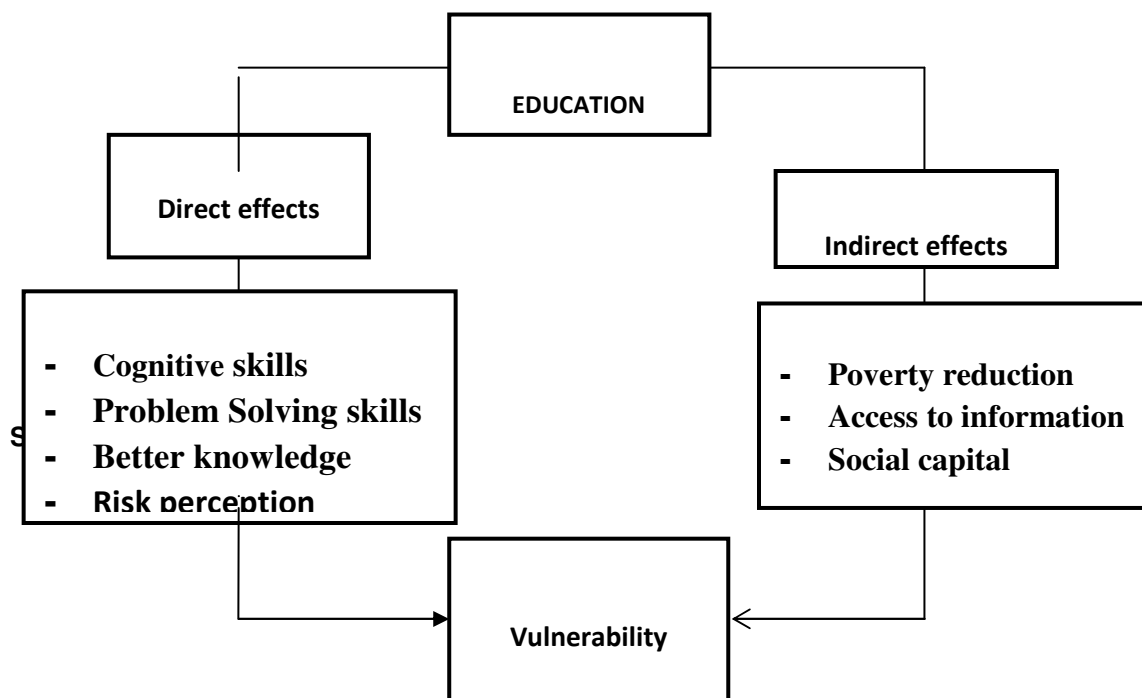 EDUCATION
Direct effects
Indirect effects
- Cognitive skills
- Problem Solving skills
- Better knowledge
- Risk perception
- Poverty reduction
- Access to information
- Social capital
Vulnerability